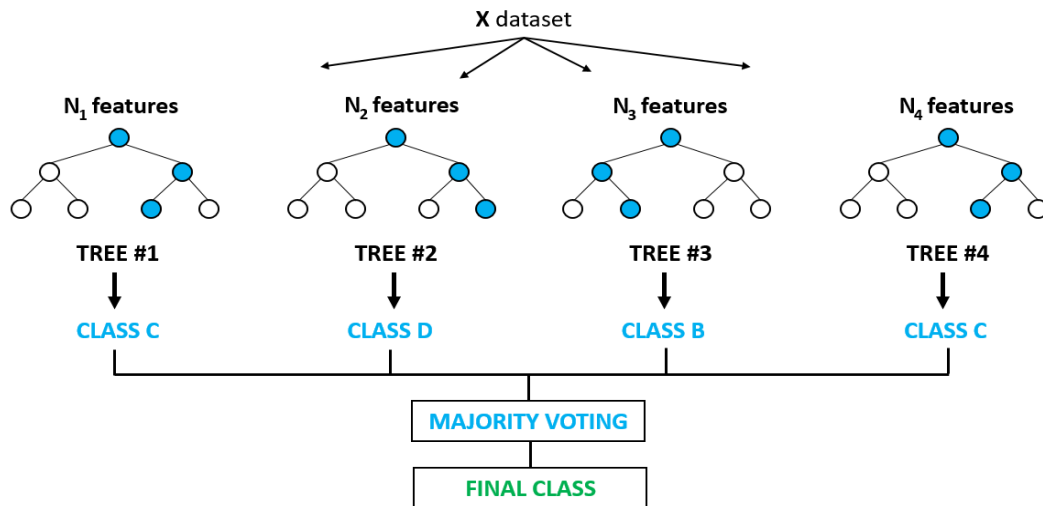 X dataset
N₁ features
N₂ features
N₃ features
N₄ features
TREE #1
TREE #2
TREE #3
TREE #4
CLASS C
CLASS D
CLASS B
CLASS C
MAJORITY VOTING
FINAL CLASS